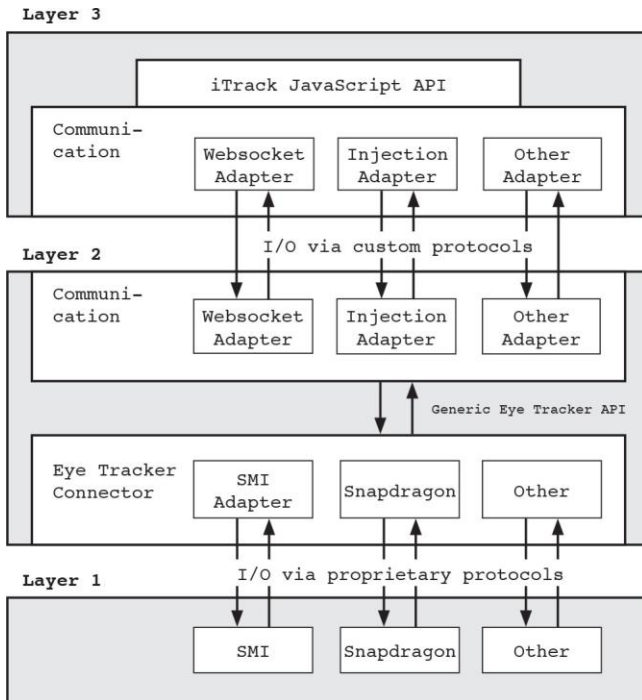 Layer 3
iTrack JavaScript API
Communi-
cation
Websocket
Adapter
Injection
Adapter
Other
Adapter
I/O via custom protocols
Layer 2
Communi-
cation
Websocket
Adapter
Injection
Adapter
Other
Adapter
Generic Eye Tracker API
Eye Tracker
Connector
SMI
Adapter
Snapdragon
Other
I/O via proprietary protocols
Layer 1
SMI
Snapdragon
Other